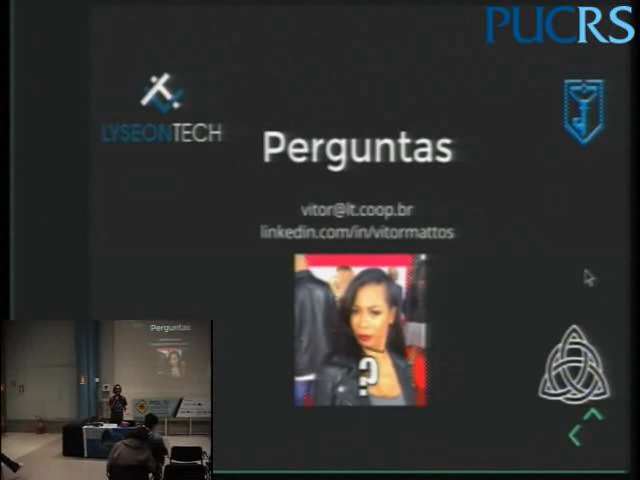 PUCRS
LYSEONTECH
Perguntas
vitor@lt.coop.br
linkedin.com/in/vitormattos
?
Perguntas